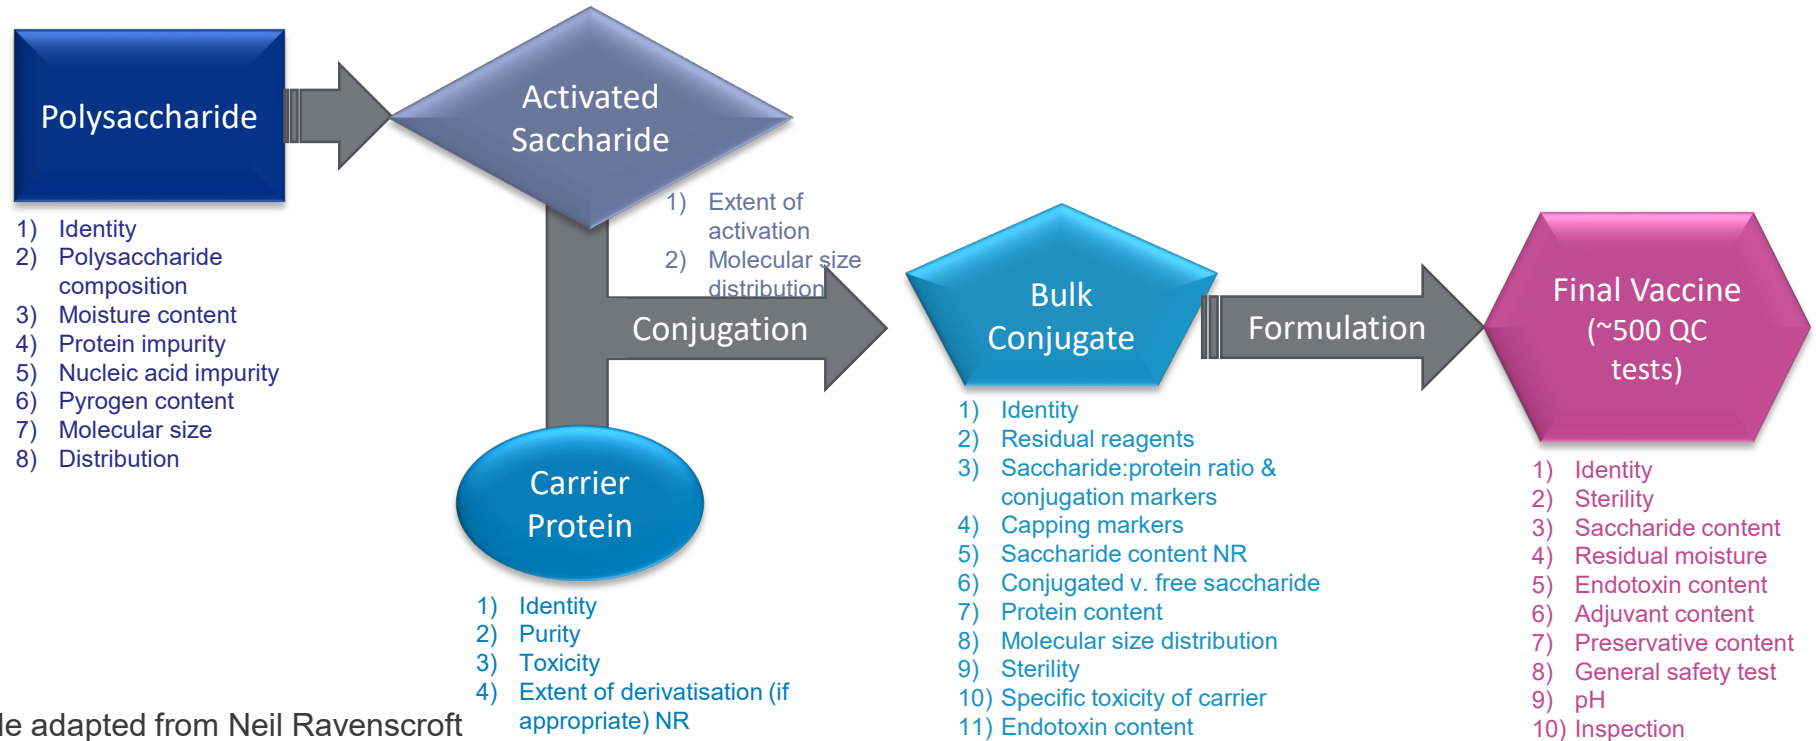 Polysaccharide
1) Identity
2) Polysaccharide
composition
3) Moisture content
4) Protein impurity
5) Nucleic acid impurity
6) Pyrogen content
7) Molecular size
8) Distribution
Activated
Saccharide
1) Extent of
activation
2) Molecular size
distribution
Conjugation
Carrier
Protein
1) Identity
2) Purity
3) Toxicity
4) Extent of derivatisation (if
appropriate) NR
Bulk
Conjugate
1) Identity
2) Residual reagents
3) Saccharide:protein ratio &
conjugation markers
4) Capping markers
5) Saccharide content NR
6) Conjugated v. free saccharide
7) Protein content
8) Molecular size distribution
9) Sterility
10) Specific toxicity of carrier
11) Endotoxin content
Formulation
Final Vaccine
(~500 QC
tests)
1) Identity
2) Sterility
3) Saccharide content
4) Residual moisture
5) Endotoxin content
6) Adjuvant content
7) Preservative content
8) General safety test
9) pH
10) Inspection
adapted from Neil Ravenscroft